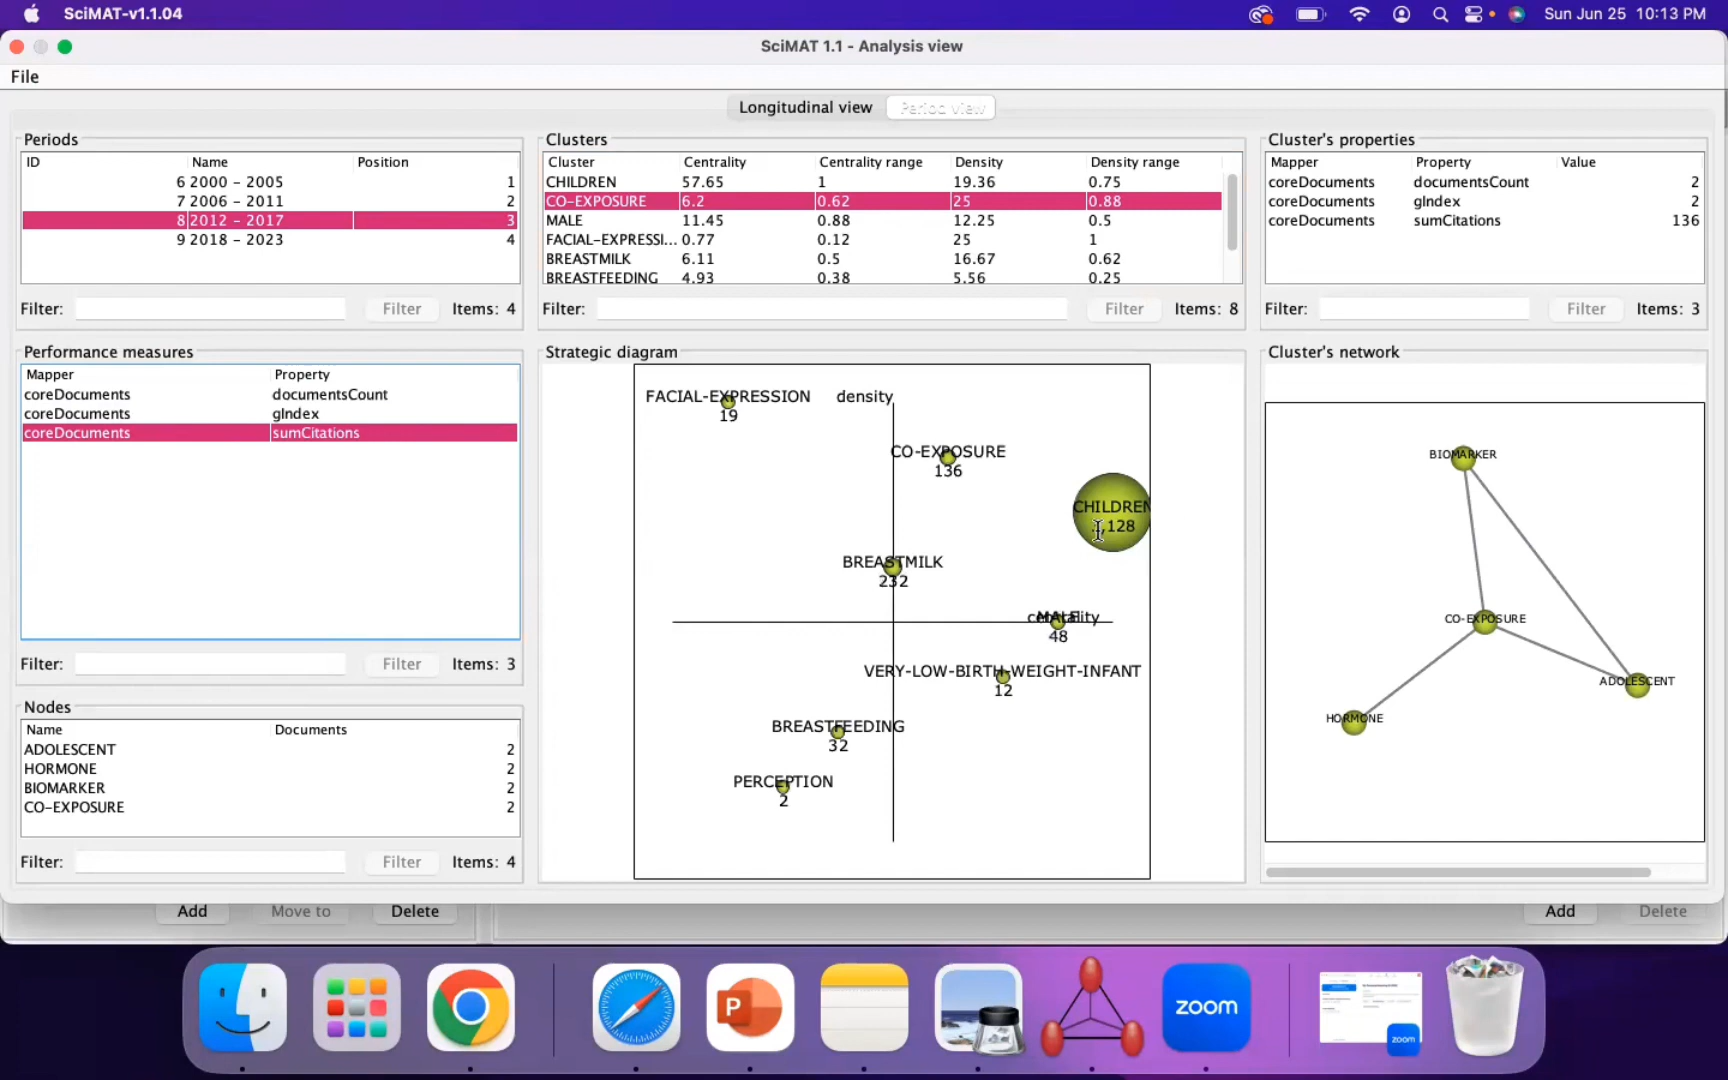 SciMAT-v1.1.04
Sun Jun 25 10:13 PM
SciMAT 1.1 - Analysis view
File
Longitudinal view
Period view
Periods
ID Name Position
6 2000 - 2005 1
7 2006 - 2011 2
8 2012 - 2017 3
9 2018 - 2023 4
Filter: Filter Items: 4
Clusters
Cluster Centrality Centrality range Density Density range
CHILDREN 57.65 1 19.36 0.75
CO-EXPOSURE 6.2 0.62 25 0.88
MALE 11.45 0.88 12.25 0.5
FACIAL-EXPRESSI... 0.77 0.12 25 1
BREASTMILK 6.11 0.5 16.67 0.62
BREASTFEEDING 4.93 0.38 5.56 0.25
Filter: Filter Items: 8
Cluster's properties
Mapper Property Value
coreDocuments documentsCount 2
coreDocuments gIndex 2
coreDocuments sumCitations 136
Filter: Filter Items: 3
Performance measures
Mapper Property
coreDocuments documentsCount
coreDocuments gIndex
coreDocuments sumCitations
Filter: Filter Items: 3
Nodes
Name Documents
ADOLESCENT 2
HORMONE 2
BIOMARKER 2
CO-EXPOSURE 2
Filter: Filter Items: 4
Strategic diagram
FACIAL-EXPRESSION
19
density
CO-EXPOSURE
136
CHILDREN
,128
BREASTMILK
232
centrality
MALE
48
VERY-LOW-BIRTH-WEIGHT-INFANT
12
BREASTFEEDING
32
PERCEPTION
2
Cluster's network
BIOMARKER
CO-EXPOSURE
ADOLESCENT
HORMONE
Add Move to Delete
Add Delete
P
zoom
zoom